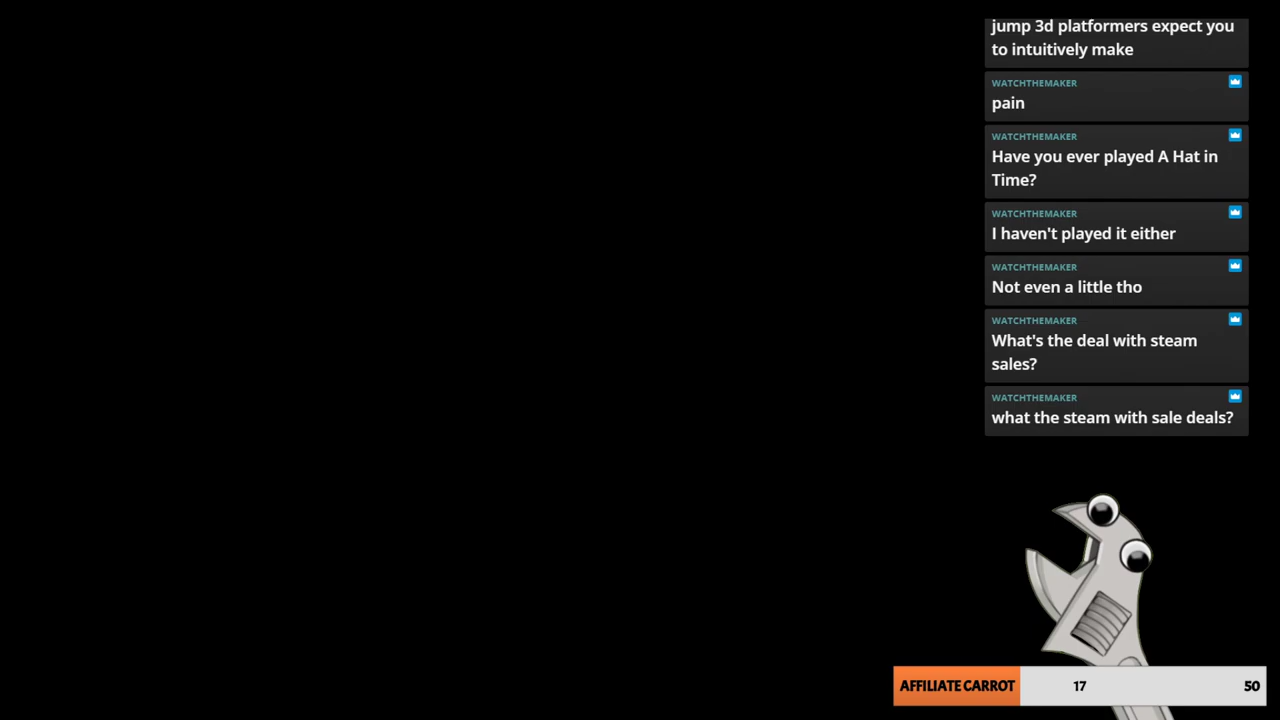 jump 3d platformers expect you
to intuitively make
WATCHTHEMAKER
pain
WATCHTHEMAKER
Have you ever played A Hat in
Time?
WATCHTHEMAKER
I haven't played it either
WATCHTHEMAKER
Not even a little tho
WATCHTHEMAKER
What's the deal with steam
sales?
WATCHTHEMAKER
what the steam with sale deals?
AFFILIATE CARROT 17 50